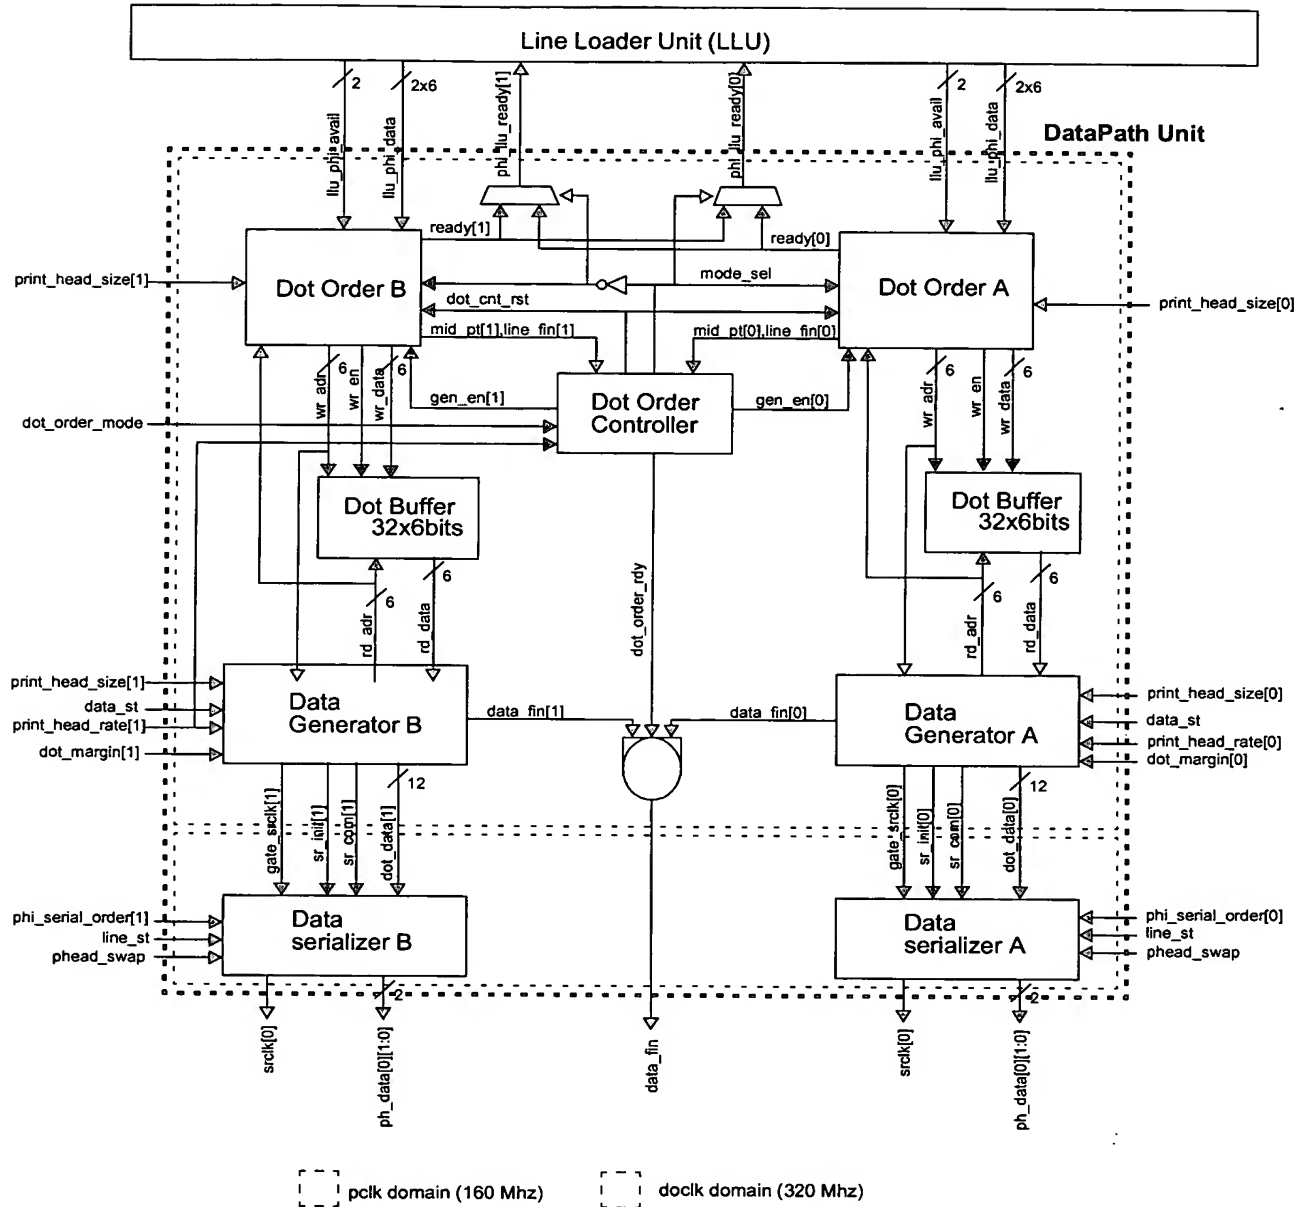 Line Loader Unit (LLU)
2
2x6
2
2x6
llu_phi_avail
llu_phi_data
phi_llu_ready[1]
phi_llu_ready[0]
llu_phi_avail
llu_phi_data
DataPath Unit
ready[1]
ready[0]
print_head_size[1]
Dot Order B
mode_sel
Dot Order A
print_head_size[0]
dot_cnt_rst
mid_pt[1],line_fin[1]
mid_pt[0],line_fin[0]
6
6
wr_adr
wr_en
wr_data
gen_en[1]
Dot Order
Controller
gen_en[0]
6
6
wr_adr
wr_en
wr_data
dot_order_mode
Dot Buffer
32x6bits
Dot Buffer
32x6bits
6
6
rd_adr
rd_data
dot_order_rdy
6
6
rd_adr
rd_data
print_head_size[1]
data_st
print_head_rate[1]
dot_margin[1]
Data
Generator B
data_fin[1]
data_fin[0]
Data
Generator A
print_head_size[0]
data_st
print_head_rate[0]
dot_margin[0]
12
12
gate_srclk[1]
sr_init[1]
sr_com[1]
dot_data[1]
gate_srclk[0]
sr_init[0]
sr_com[0]
dot_data[0]
phi_serial_order[1]
line_st
phead_swap
Data
serializer B
Data
serializer A
phi_serial_order[0]
line_st
phead_swap
2
2
srclk[0]
ph_data[0][1:0]
data_fin
srclk[0]
ph_data[0][1:0]
pclk domain (160 Mhz)
doclk domain (320 Mhz)